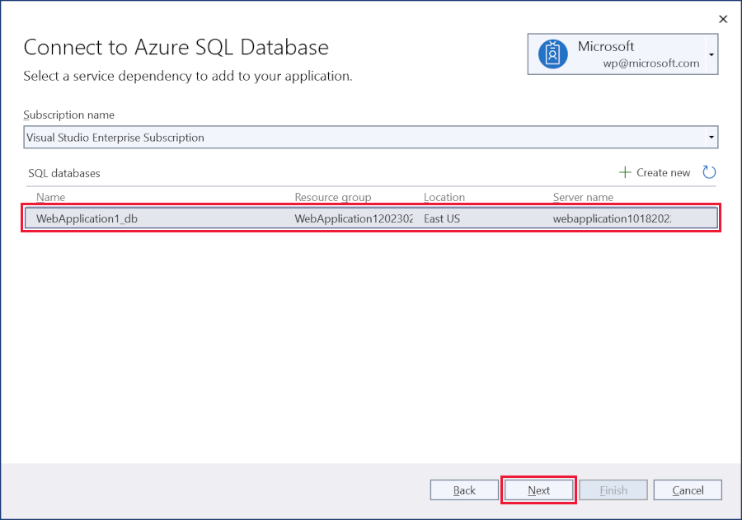 Connect to Azure SQL Database
Select a service dependency to add to your application.
Microsoft
wp@microsoft.com
Subscription name
Visual Studio Enterprise Subscription
SQL databases
Create new
Name Resource group Location Server name
WebApplication1_db WebApplication1202302 East US webapplication1018202
Back Next Finish Cancel